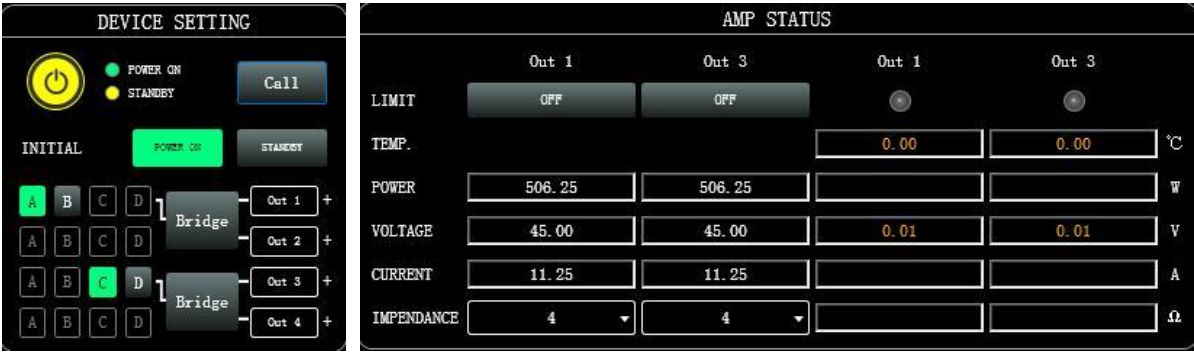 DEVICE SETTING
POWER ON
STANDBY
Call
INITIAL
POWER ON
STANDBY
A B C D
Bridge
Out 1 +
A B C D
Out 2 +
A B C D
Bridge
Out 3 +
A B C D
Out 4 +
AMP STATUS
Out 1 Out 3 Out 1 Out 3
LIMIT OFF OFF
TEMP. 0.00 0.00 ℃
POWER 506.25 506.25 W
VOLTAGE 45.00 45.00 0.01 0.01 V
CURRENT 11.25 11.25 A
IMPENDANCE 4 4 Ω